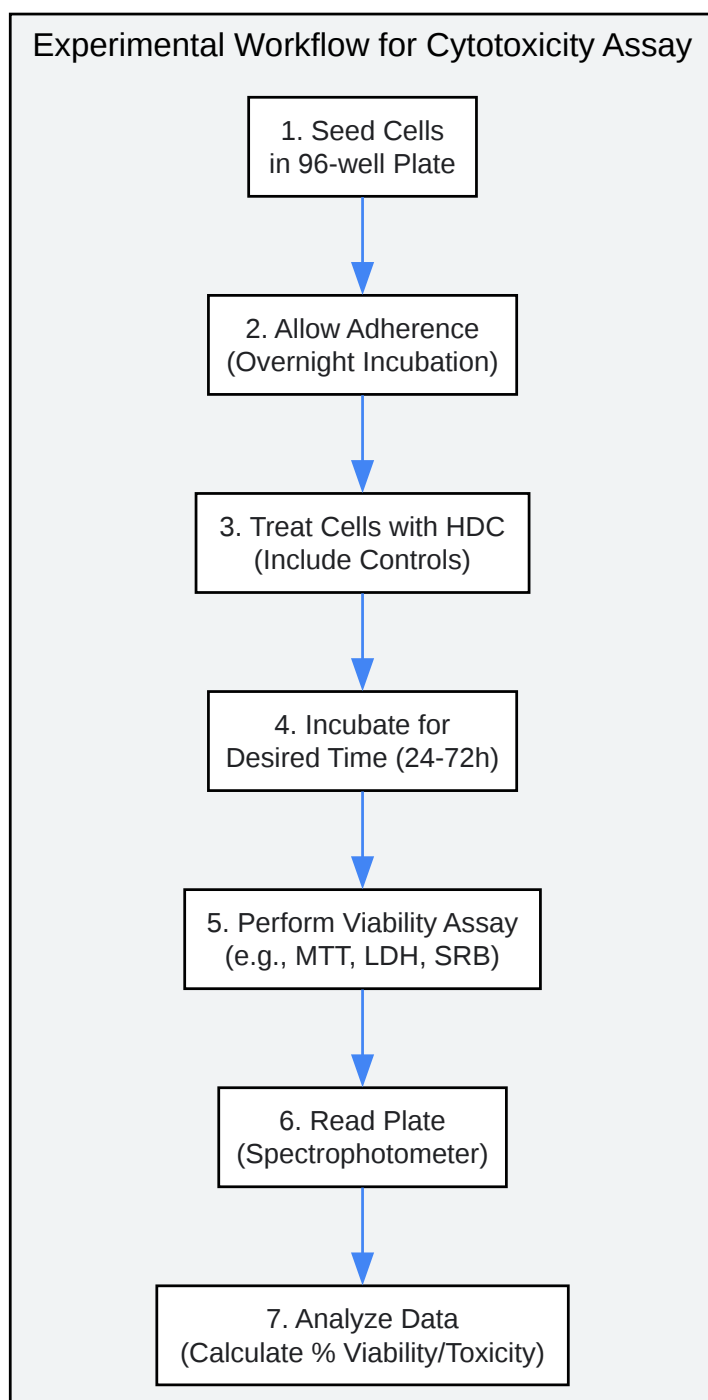 Experimental Workflow for Cytotoxicity Assay
1. Seed Cells
in 96-well Plate
2. Allow Adherence
(Overnight Incubation)
3. Treat Cells with HDC
(Include Controls)
4. Incubate for
Desired Time (24-72h)
5. Perform Viability Assay
(e.g., MTT, LDH, SRB)
6. Read Plate
(Spectrophotometer)
7. Analyze Data
(Calculate % Viability/Toxicity)